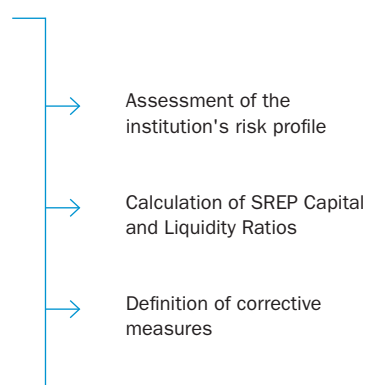 Assessment of the
institution's risk profile
Calculation of SREP Capital
and Liquidity Ratios
Definition of corrective
measures